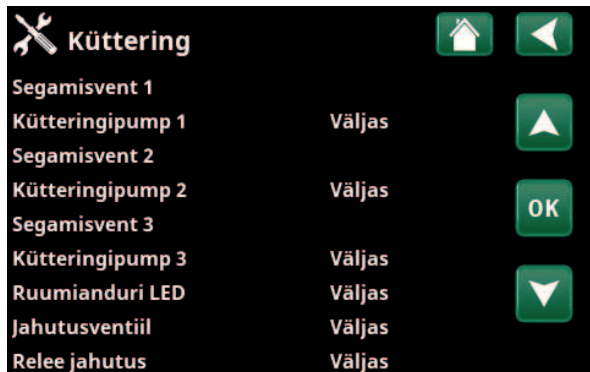 Küttering
Segamisvent 1
Kütteringipump 1 Väljas
Segamisvent 2
Kütteringipump 2 Väljas
OK
Segamisvent 3
Kütteringipump 3 Väljas
Ruumianduri LED Väljas
Jahutusventiil Väljas
Relee jahutus Väljas